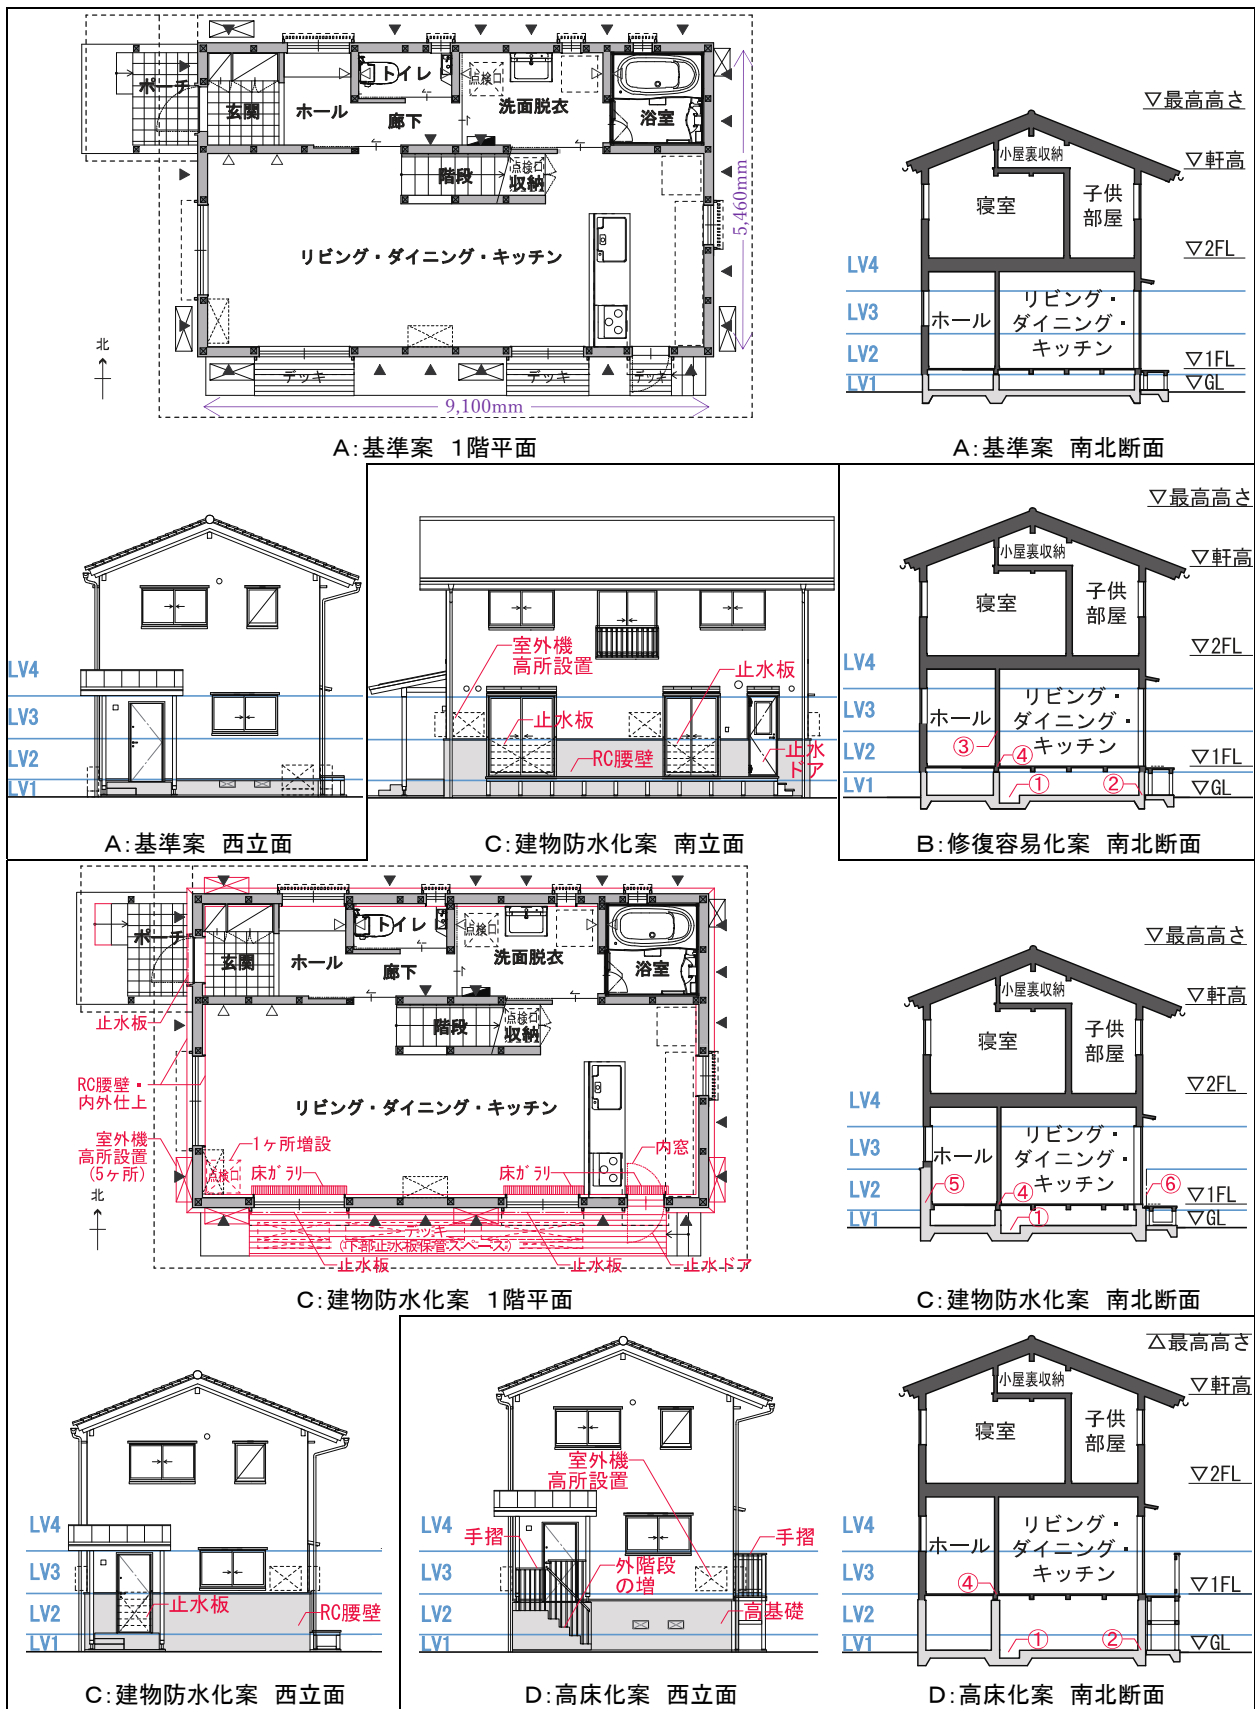 ポーチ
玄関
ホール
トイレ
廊下
点検口
洗面脱衣
浴室
階段
点検口
収納
リビング・ダイニング・キッチン
5,460mm
北
デッキ
デッキ
デッキ
9,100mm
A:基準案 1階平面
▽最高高さ
小屋裏収納
▽軒高
寝室
子供
部屋
▽2FL
LV4
LV3
LV2
LV1
ホール
リビング・
ダイニング・
キッチン
▽1FL
▽GL
A:基準案 南北断面
LV4
LV3
LV2
LV1
A:基準案 西立面
室外機
高所設置
止水板
止水板
RC腰壁
止水
ドア
C:建物防水化案 南立面
▽最高高さ
小屋裏収納
▽軒高
寝室
子供
部屋
▽2FL
LV4
LV3
LV2
LV1
ホール
リビング・
ダイニング・
キッチン
③
④
①
②
▽1FL
▽GL
B:修復容易化案 南北断面
ポーチ
玄関
ホール
トイレ
廊下
点検口
洗面脱衣
浴室
止水板
階段
点検口
収納
RC腰壁・
内外仕上
リビング・ダイニング・キッチン
室外機
高所設置
(5ヶ所)
1ヶ所増設
点検口
床ガラリ
床ガラリ
内窓
北
デッキ
(下部止水板保管スペース)
止水板
止水板
止水ドア
C:建物防水化案 1階平面
▽最高高さ
小屋裏収納
▽軒高
寝室
子供
部屋
▽2FL
LV4
LV3
LV2
LV1
ホール
リビング・
ダイニング・
キッチン
⑤
④
①
⑥
▽1FL
▽GL
C:建物防水化案 南北断面
LV4
LV3
LV2
LV1
止水板
RC腰壁
C:建物防水化案 西立面
室外機
高所設置
LV4
LV3
LV2
LV1
手摺
手摺
外階段
の増
高基礎
D:高床化案 西立面
△最高高さ
小屋裏収納
▽軒高
寝室
子供
部屋
▽2FL
LV4
LV3
LV2
LV1
ホール
リビング・
ダイニング・
キッチン
④
①
②
▽1FL
▽GL
D:高床化案 南北断面